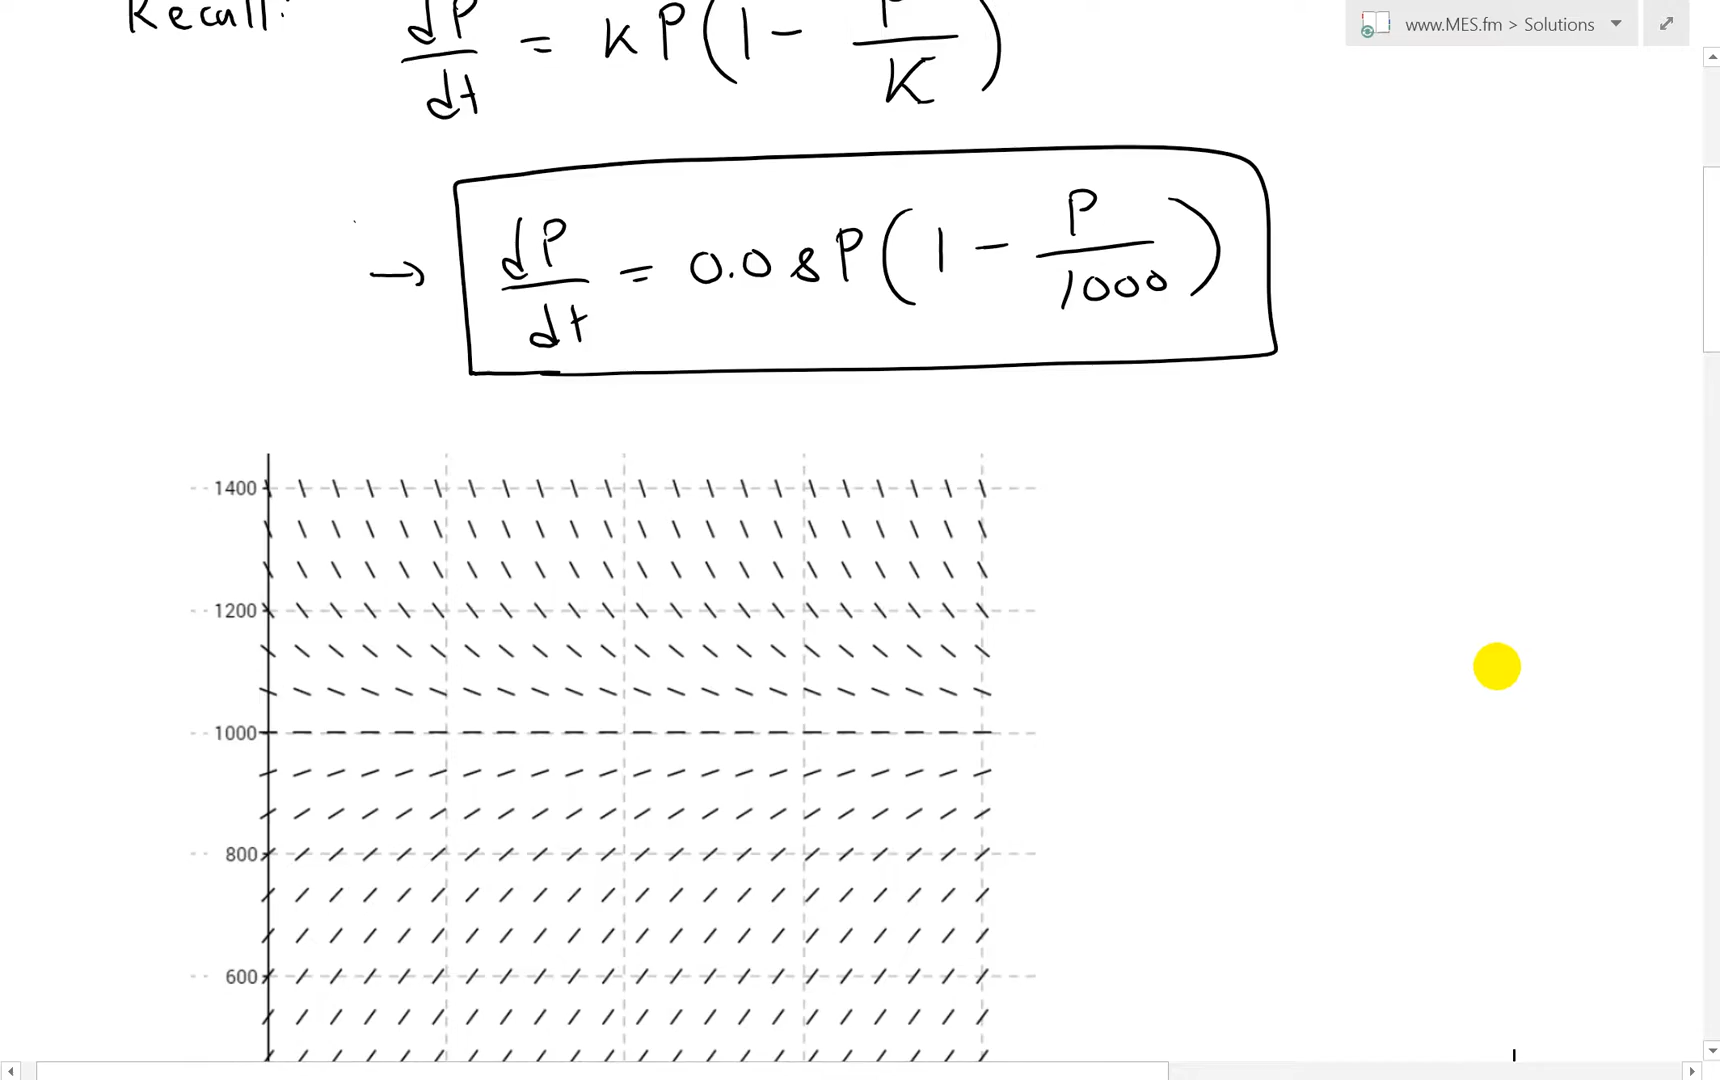 Recall:
dP/dt = kP(1 - P/K)
www.MES.fm > Solutions
→ dP/dt = 0.08P(1 - P/1000)
1400
1200
1000
800
600